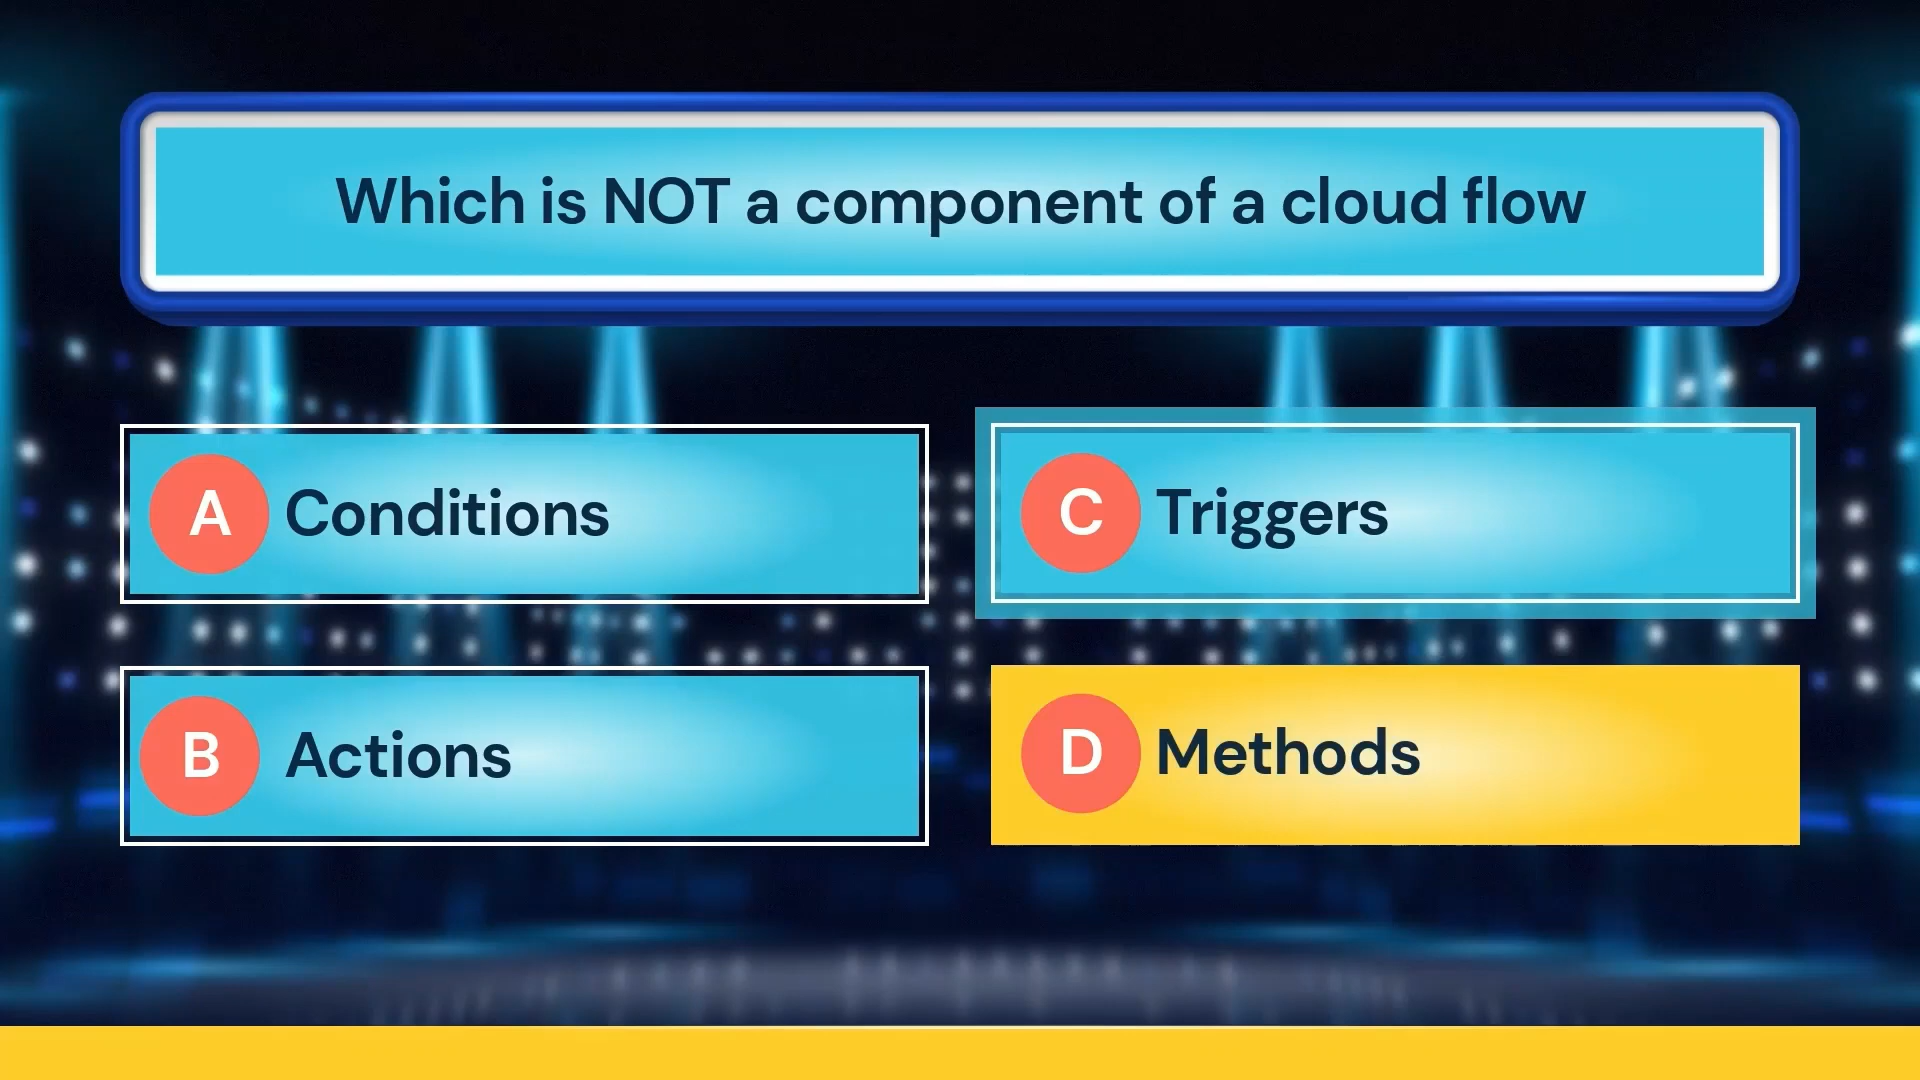 Which is NOT a component of a cloud flow
A Conditions
B Actions
C Triggers
D Methods